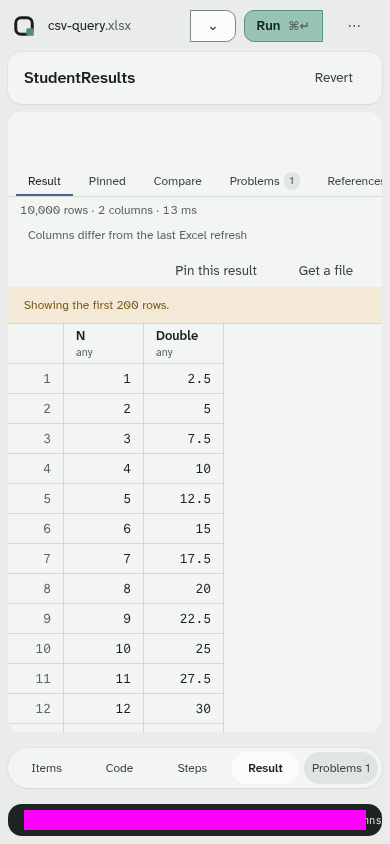 csv-query.xlsx
Run ⌘↵
StudentResults
Revert
Result Pinned Compare Problems 1 References
10,000 rows · 2 columns · 13 ms
Columns differ from the last Excel refresh
Pin this result Get a file
Showing the first 200 rows.
N Double
any any
1 1 2.5
2 2 5
3 3 7.5
4 4 10
5 5 12.5
6 6 15
7 7 17.5
8 8 20
9 9 22.5
10 10 25
11 11 27.5
12 12 30
Items Code Steps Result Problems 1